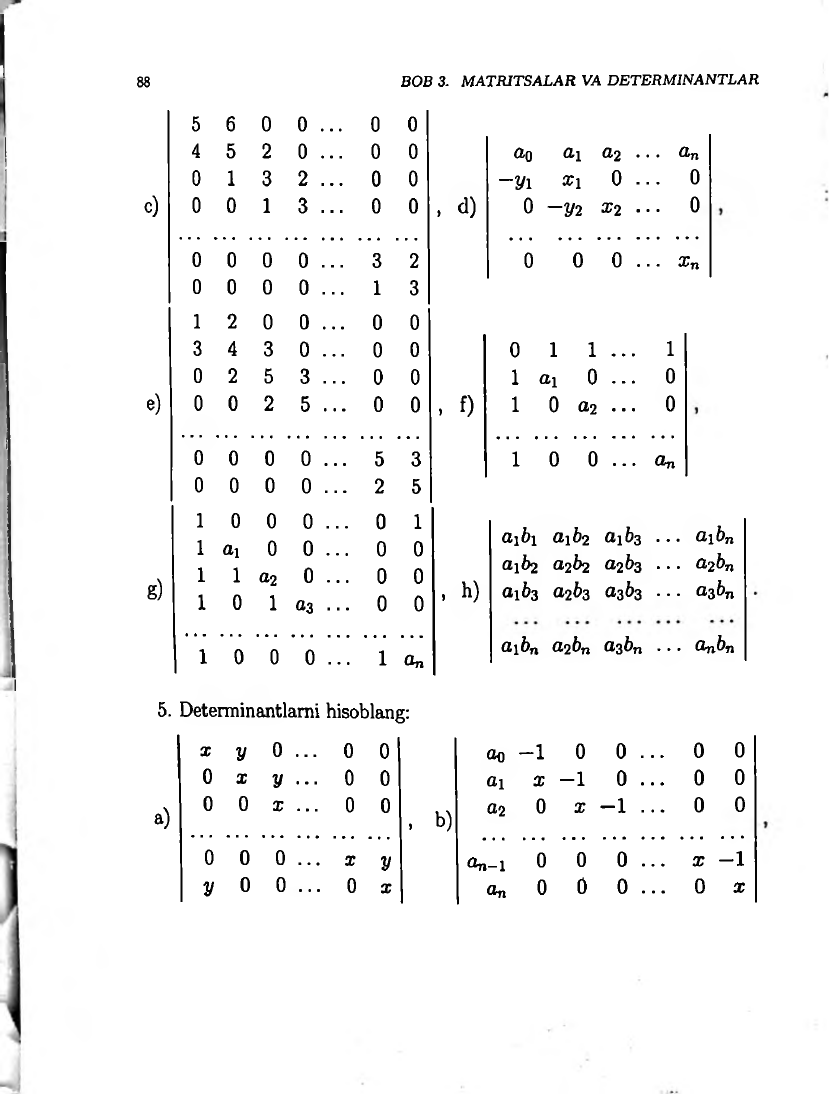 88 BOB 3. MATRITSALAR VA DETERMINANTLAR
c)
5 6 0 0 ... 0 0
4 5 2 0 ... 0 0
0 1 3 2 ... 0 0
0 0 1 3 ... 0 0
... ... ... ... ... ... ...
0 0 0 0 ... 3 2
0 0 0 0 ... 1 3
,
d)
a₀ a₁ a₂ ... aₙ
−y₁ x₁ 0 ... 0
0 −y₂ x₂ ... 0
... ... ... ... ...
0 0 0 ... xₙ
,
e)
1 2 0 0 ... 0 0
3 4 3 0 ... 0 0
0 2 5 3 ... 0 0
0 0 2 5 ... 0 0
... ... ... ... ... ... ...
0 0 0 0 ... 5 3
0 0 0 0 ... 2 5
,
f)
0 1 1 ... 1
1 a₁ 0 ... 0
1 0 a₂ ... 0
... ... ... ... ...
1 0 0 ... aₙ
,
g)
1 0 0 0 ... 0 1
1 a₁ 0 0 ... 0 0
1 1 a₂ 0 ... 0 0
1 0 1 a₃ ... 0 0
... ... ... ... ... ... ...
1 0 0 0 ... 1 aₙ
,
h)
a₁b₁ a₁b₂ a₁b₃ ... a₁bₙ
a₁b₂ a₂b₂ a₂b₃ ... a₂bₙ
a₁b₃ a₂b₃ a₃b₃ ... a₃bₙ
... ... ... ... ...
a₁bₙ a₂bₙ a₃bₙ ... aₙbₙ
.
5. Determinantlarni hisoblang:
a)
x y 0 ... 0 0
0 x y ... 0 0
0 0 x ... 0 0
... ... ... ... ... ...
0 0 0 ... x y
y 0 0 ... 0 x
,
b)
a₀ −1 0 0 ... 0 0
a₁ x −1 0 ... 0 0
a₂ 0 x −1 ... 0 0
... ... ... ... ... ... ...
aₙ₋₁ 0 0 0 ... x −1
aₙ 0 0 0 ... 0 x
,